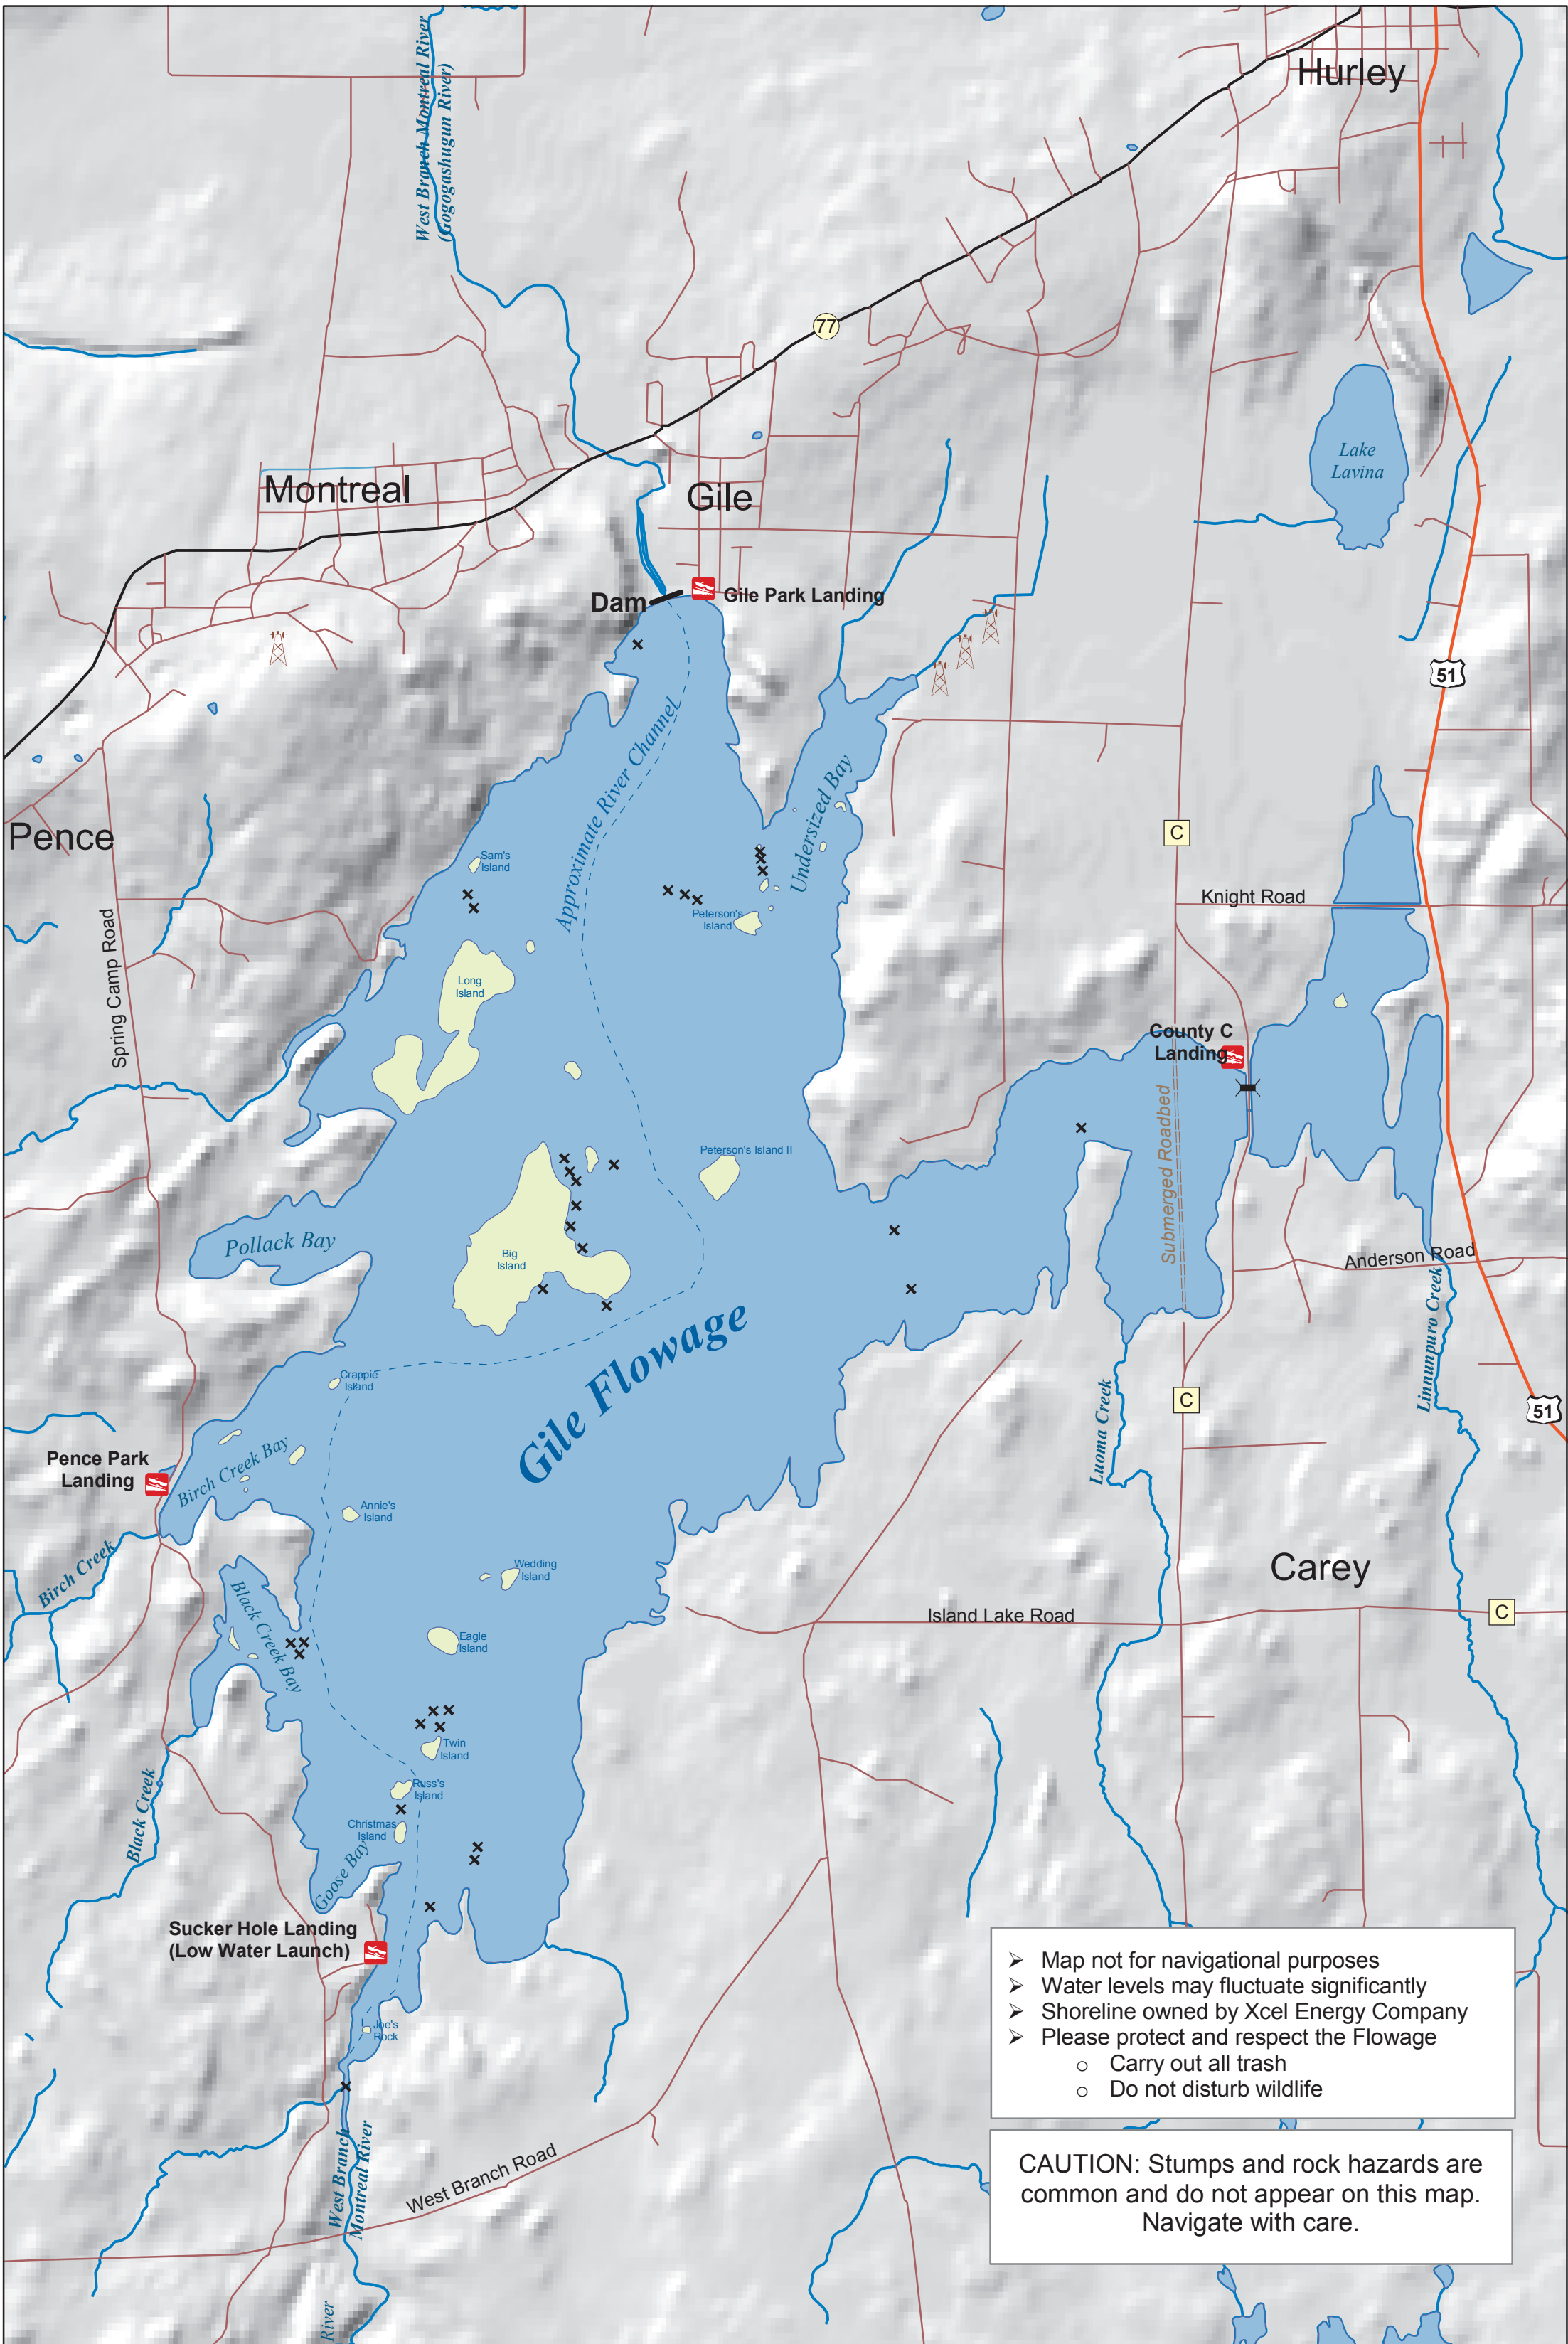 Hurley
West Branch Montreal River
(Gogogashugun River)
77
Lake
Lavina
Montreal
Gile
Dam
Gile Park Landing
51
Approximate River Channel
Undersized Bay
Pence
C
Sam's
Island
Knight Road
Peterson's
Island
Spring Camp Road
Long
Island
County C
Landing
Submerged Roadbed
Peterson's Island II
Pollack Bay
Big
Island
Anderson Road
Linnunpuro Creek
Gile Flowage
Crappie
Island
C
51
Luoma Creek
Pence Park
Landing
Birch Creek Bay
Annie's
Island
Birch Creek
Wedding
Island
Carey
Black Creek Bay
Island Lake Road
C
Eagle
Island
Twin
Island
Russ's
Island
Black Creek
Christmas
Island
Goose Bay
Sucker Hole Landing
(Low Water Launch)
Joe's
Rock
➢ Map not for navigational purposes
➢ Water levels may fluctuate significantly
➢ Shoreline owned by Xcel Energy Company
➢ Please protect and respect the Flowage
o Carry out all trash
o Do not disturb wildlife
West Branch
Montreal River
West Branch Road
CAUTION: Stumps and rock hazards are
common and do not appear on this map.
Navigate with care.
River